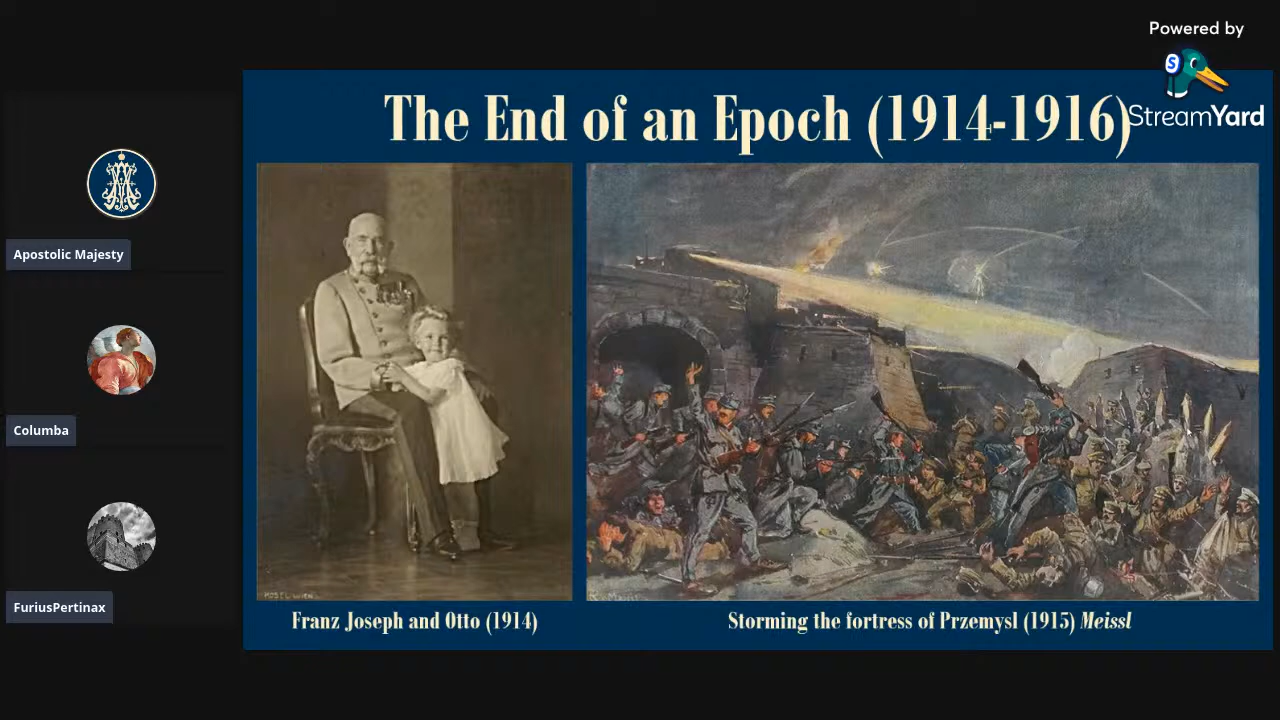 Powered by
StreamYard
The End of an Epoch (1914-1916)
Apostolic Majesty
Columba
FuriusPertinax
Franz Joseph and Otto (1914)
Storming the fortress of Przemysl (1915) Meissl